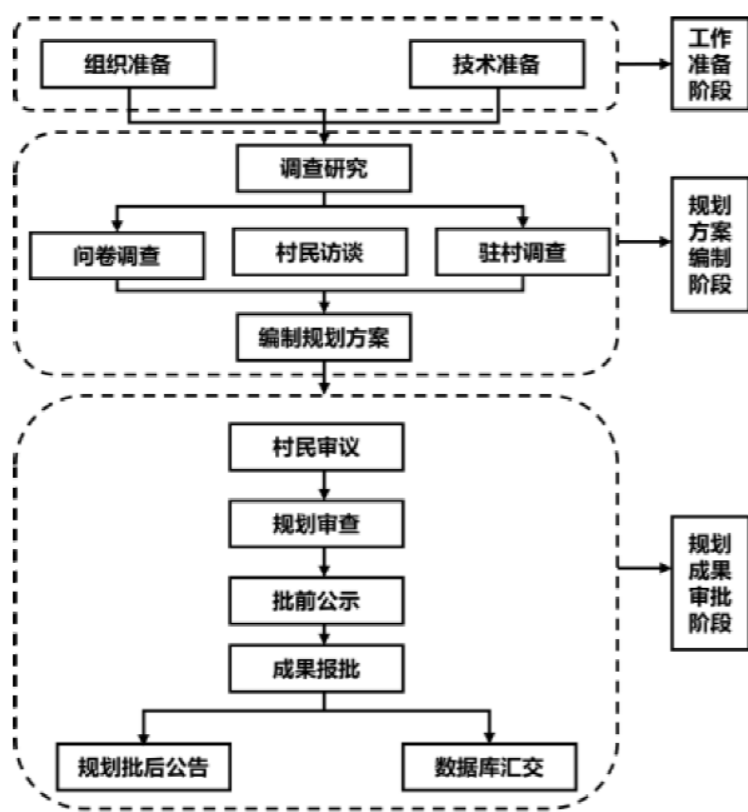 组织准备
技术准备
工作
准备
阶段
调查研究
问卷调查
村民访谈
驻村调查
编制规划方案
规划
方案
编制
阶段
村民审议
规划审查
批前公示
成果报批
规划批后公告
数据库汇交
规划
成果
审批
阶段